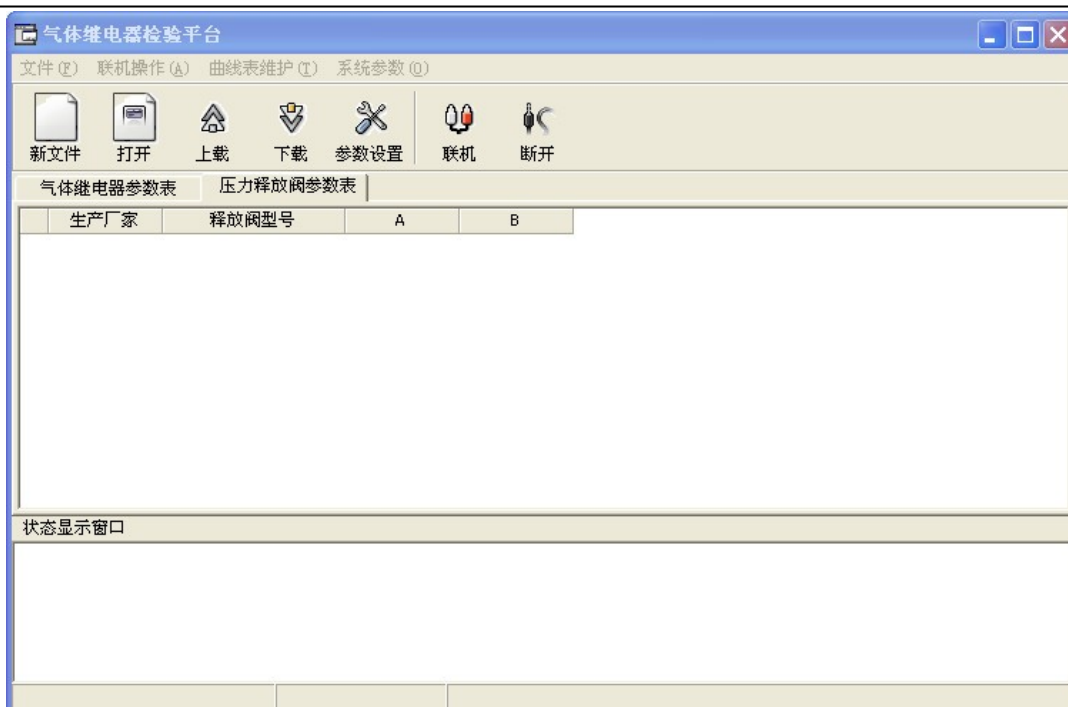 气体继电器检验平台
文件(F) 联机操作(A) 曲线表维护(T) 系统参数(O)
新文件 打开 上载 下载 参数设置 联机 断开
气体继电器参数表 压力释放阀参数表
生产厂家 释放阀型号 A B
状态显示窗口